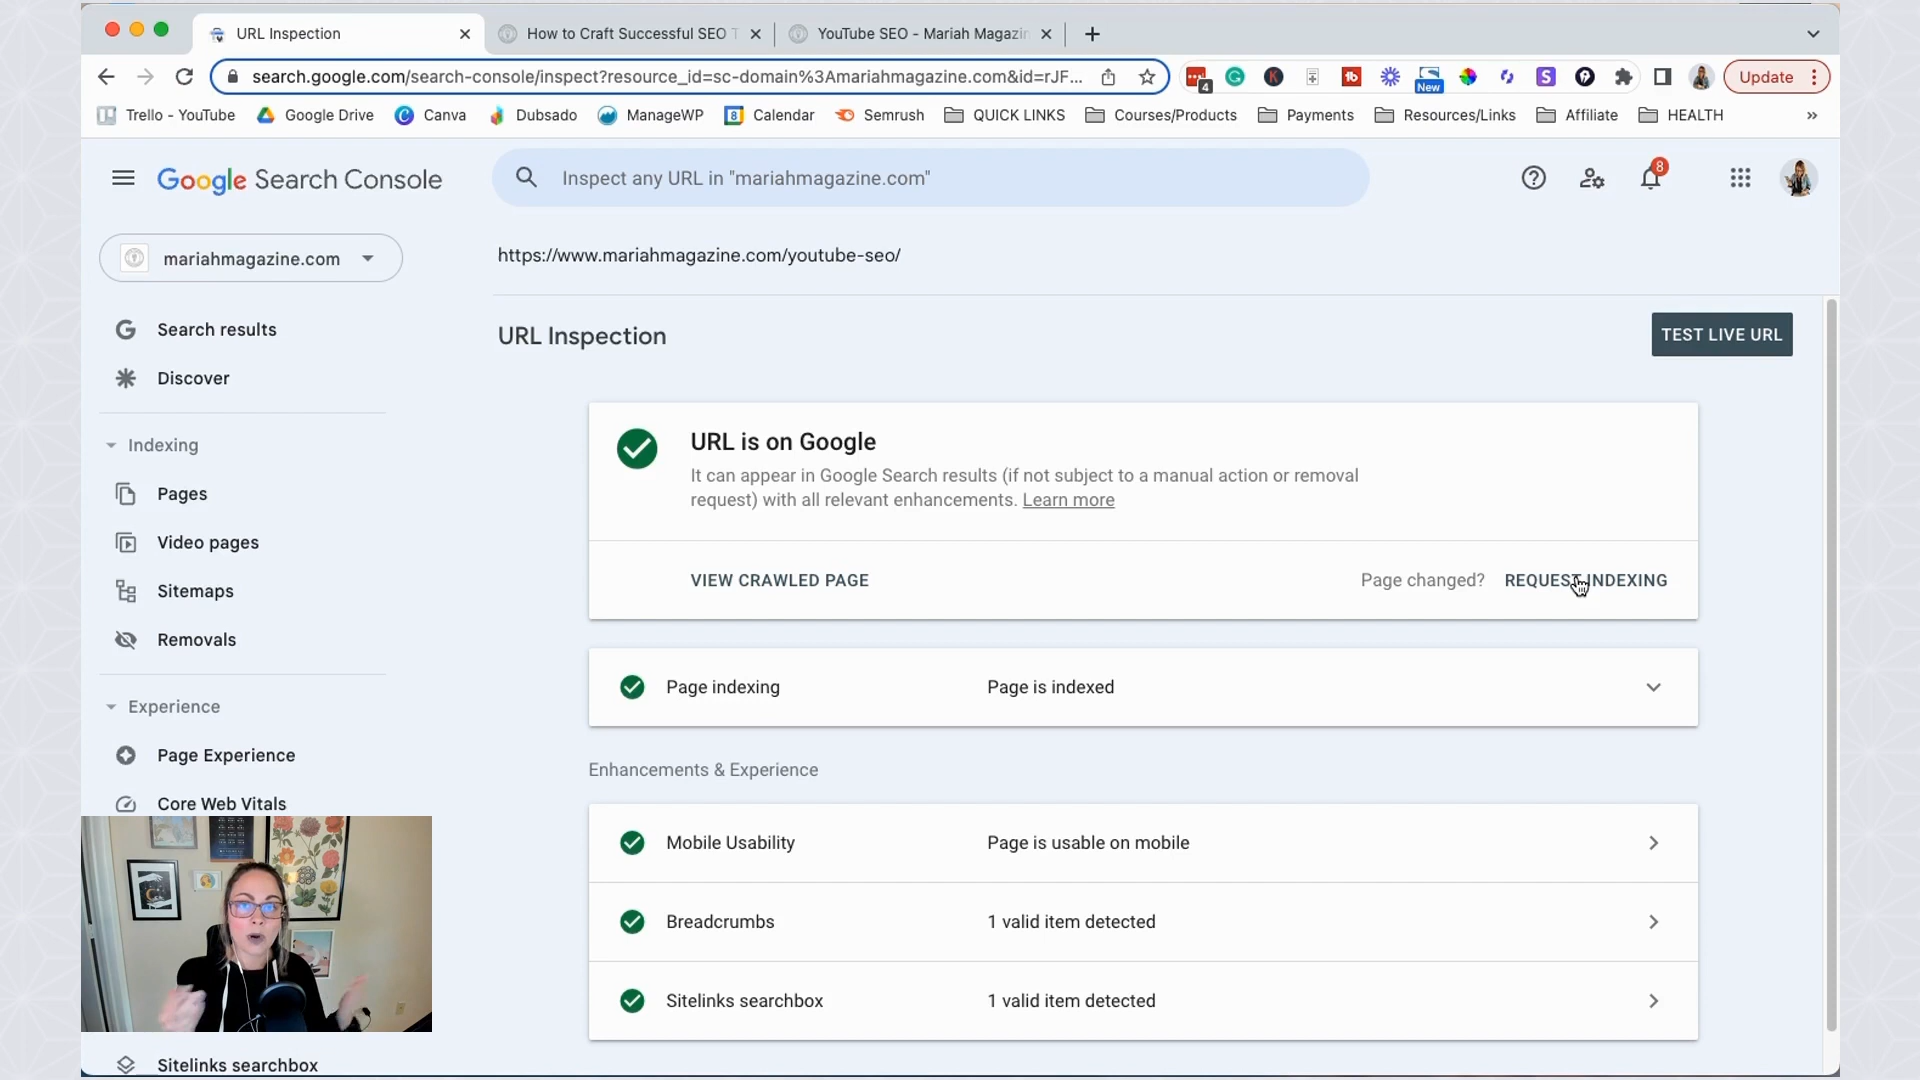 URL Inspection
How to Craft Successful SEO T
YouTube SEO - Mariah Magazin
search.google.com/search-console/inspect?resource_id=sc-domain%3Amariahmagazine.com&id=rJF...
4
New
Update
Trello - YouTube
Google Drive
Canva
Dubsado
ManageWP
8
Calendar
Semrush
QUICK LINKS
Courses/Products
Payments
Resources/Links
Affiliate
HEALTH
Google Search Console
Inspect any URL in "mariahmagazine.com"
8
mariahmagazine.com
https://www.mariahmagazine.com/youtube-seo/
Search results
Discover
Indexing
Pages
Video pages
Sitemaps
Removals
Experience
Page Experience
Core Web Vitals
Sitelinks searchbox
URL Inspection
TEST LIVE URL
URL is on Google
It can appear in Google Search results (if not subject to a manual action or removal
request) with all relevant enhancements. Learn more
VIEW CRAWLED PAGE
Page changed? REQUEST INDEXING
Page indexing
Page is indexed
Enhancements & Experience
Mobile Usability
Page is usable on mobile
Breadcrumbs
1 valid item detected
Sitelinks searchbox
1 valid item detected